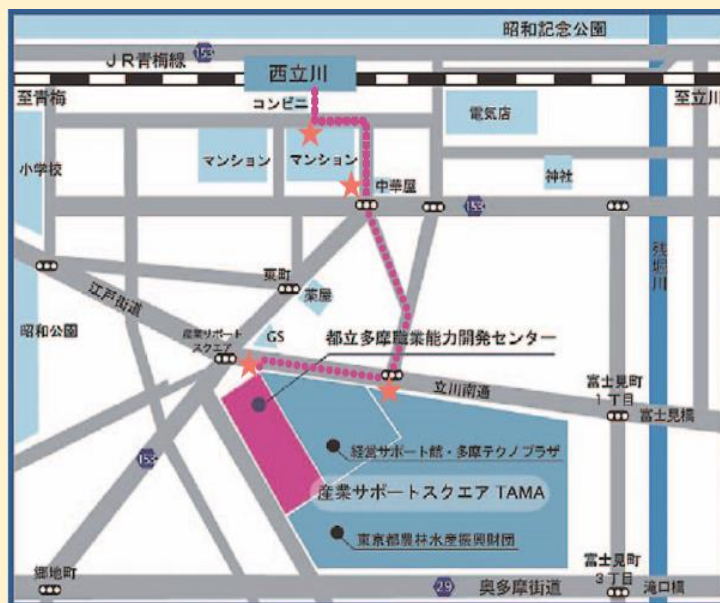 昭和記念公園
153
JR青梅線
西立川
至青梅
至立川
コンビニ
電気店
小学校
マンション
マンション
中華屋
神社
153
残堀川
東町
薬屋
江戸街道
昭和公園
産業サポート
スクエア
GS
都立多摩職業能力開発センター
立川南通
富士見町
1丁目
富士見橋
153
経営サポート館・多摩テクノプラザ
産業サポートスクエア TAMA
東京都農林水産振興財団
郷地町
29
奥多摩街道
富士見町
3丁目
滝口橋